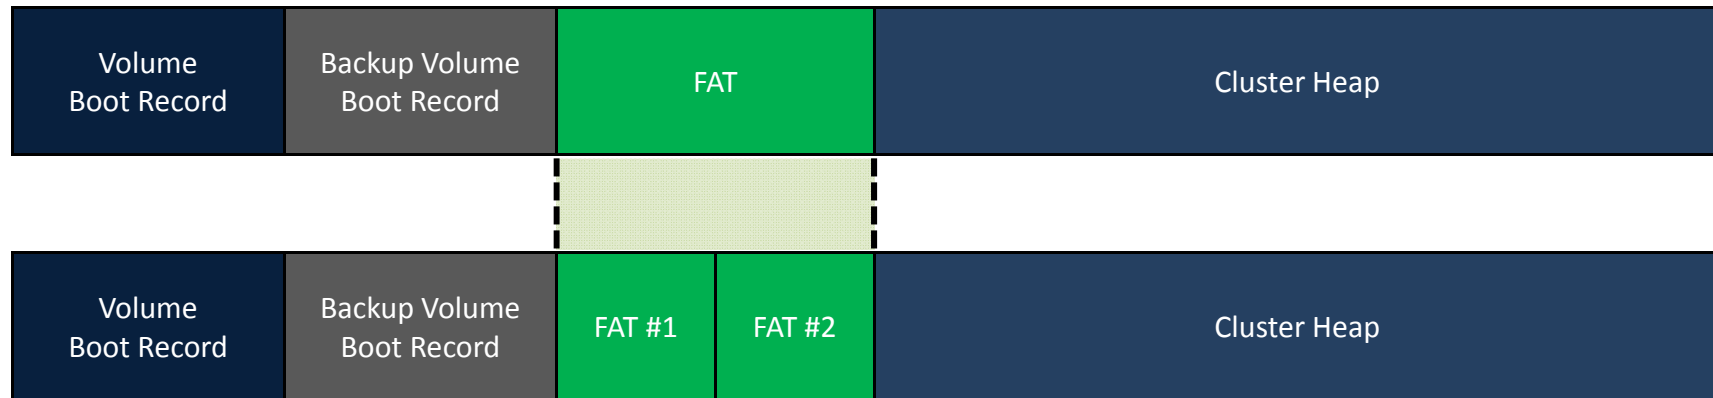 Volume
Boot Record
Backup Volume
Boot Record
FAT
Cluster Heap
Volume
Boot Record
Backup Volume
Boot Record
FAT #1
FAT #2
Cluster Heap